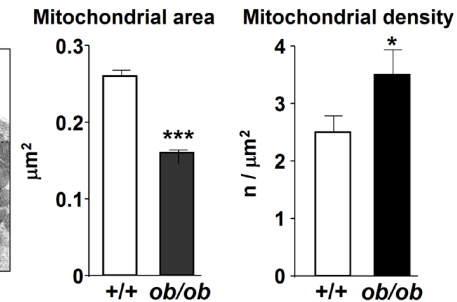 Mitochondrial area
0.3
0.2
0.1
0
μm²
***
+/+ ob/ob
Mitochondrial density
4
3
2
1
0
n / μm²
*
+/+ ob/ob